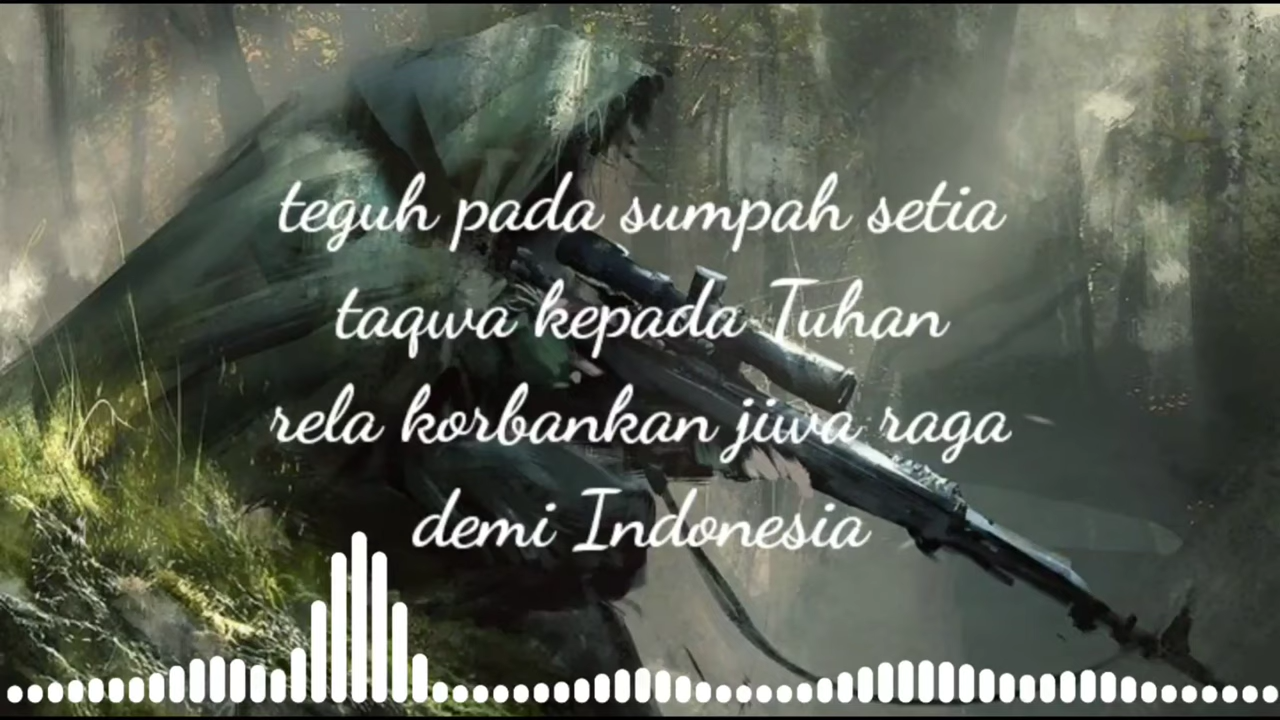 teguh pada sumpah setia
taqwa kepada Tuhan
rela korbankan jiwa raga
demi Indonesia